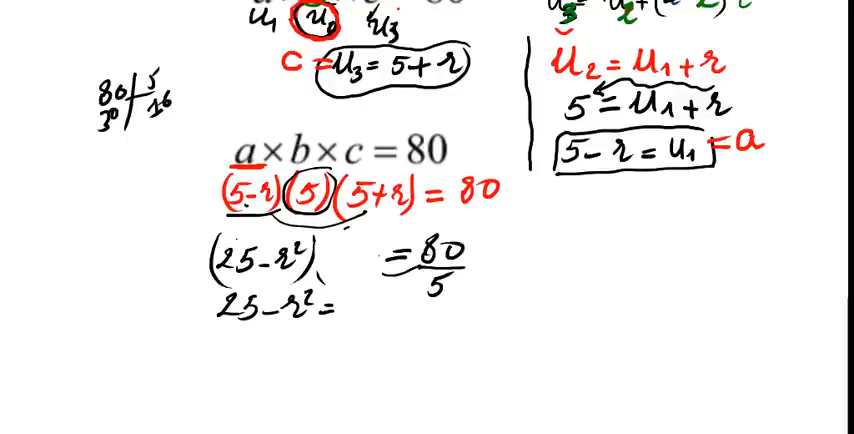 u₁ u₂ u₃
c = u₃ = 5 + r
80 | 5
30 | 16
u₂ = u₁ + r
5 = u₁ + r
5 - r = u₁ = a
a × b × c = 80
(5-r)(5)(5+r) = 80
(25 - r²) = 80/5
25 - r² =